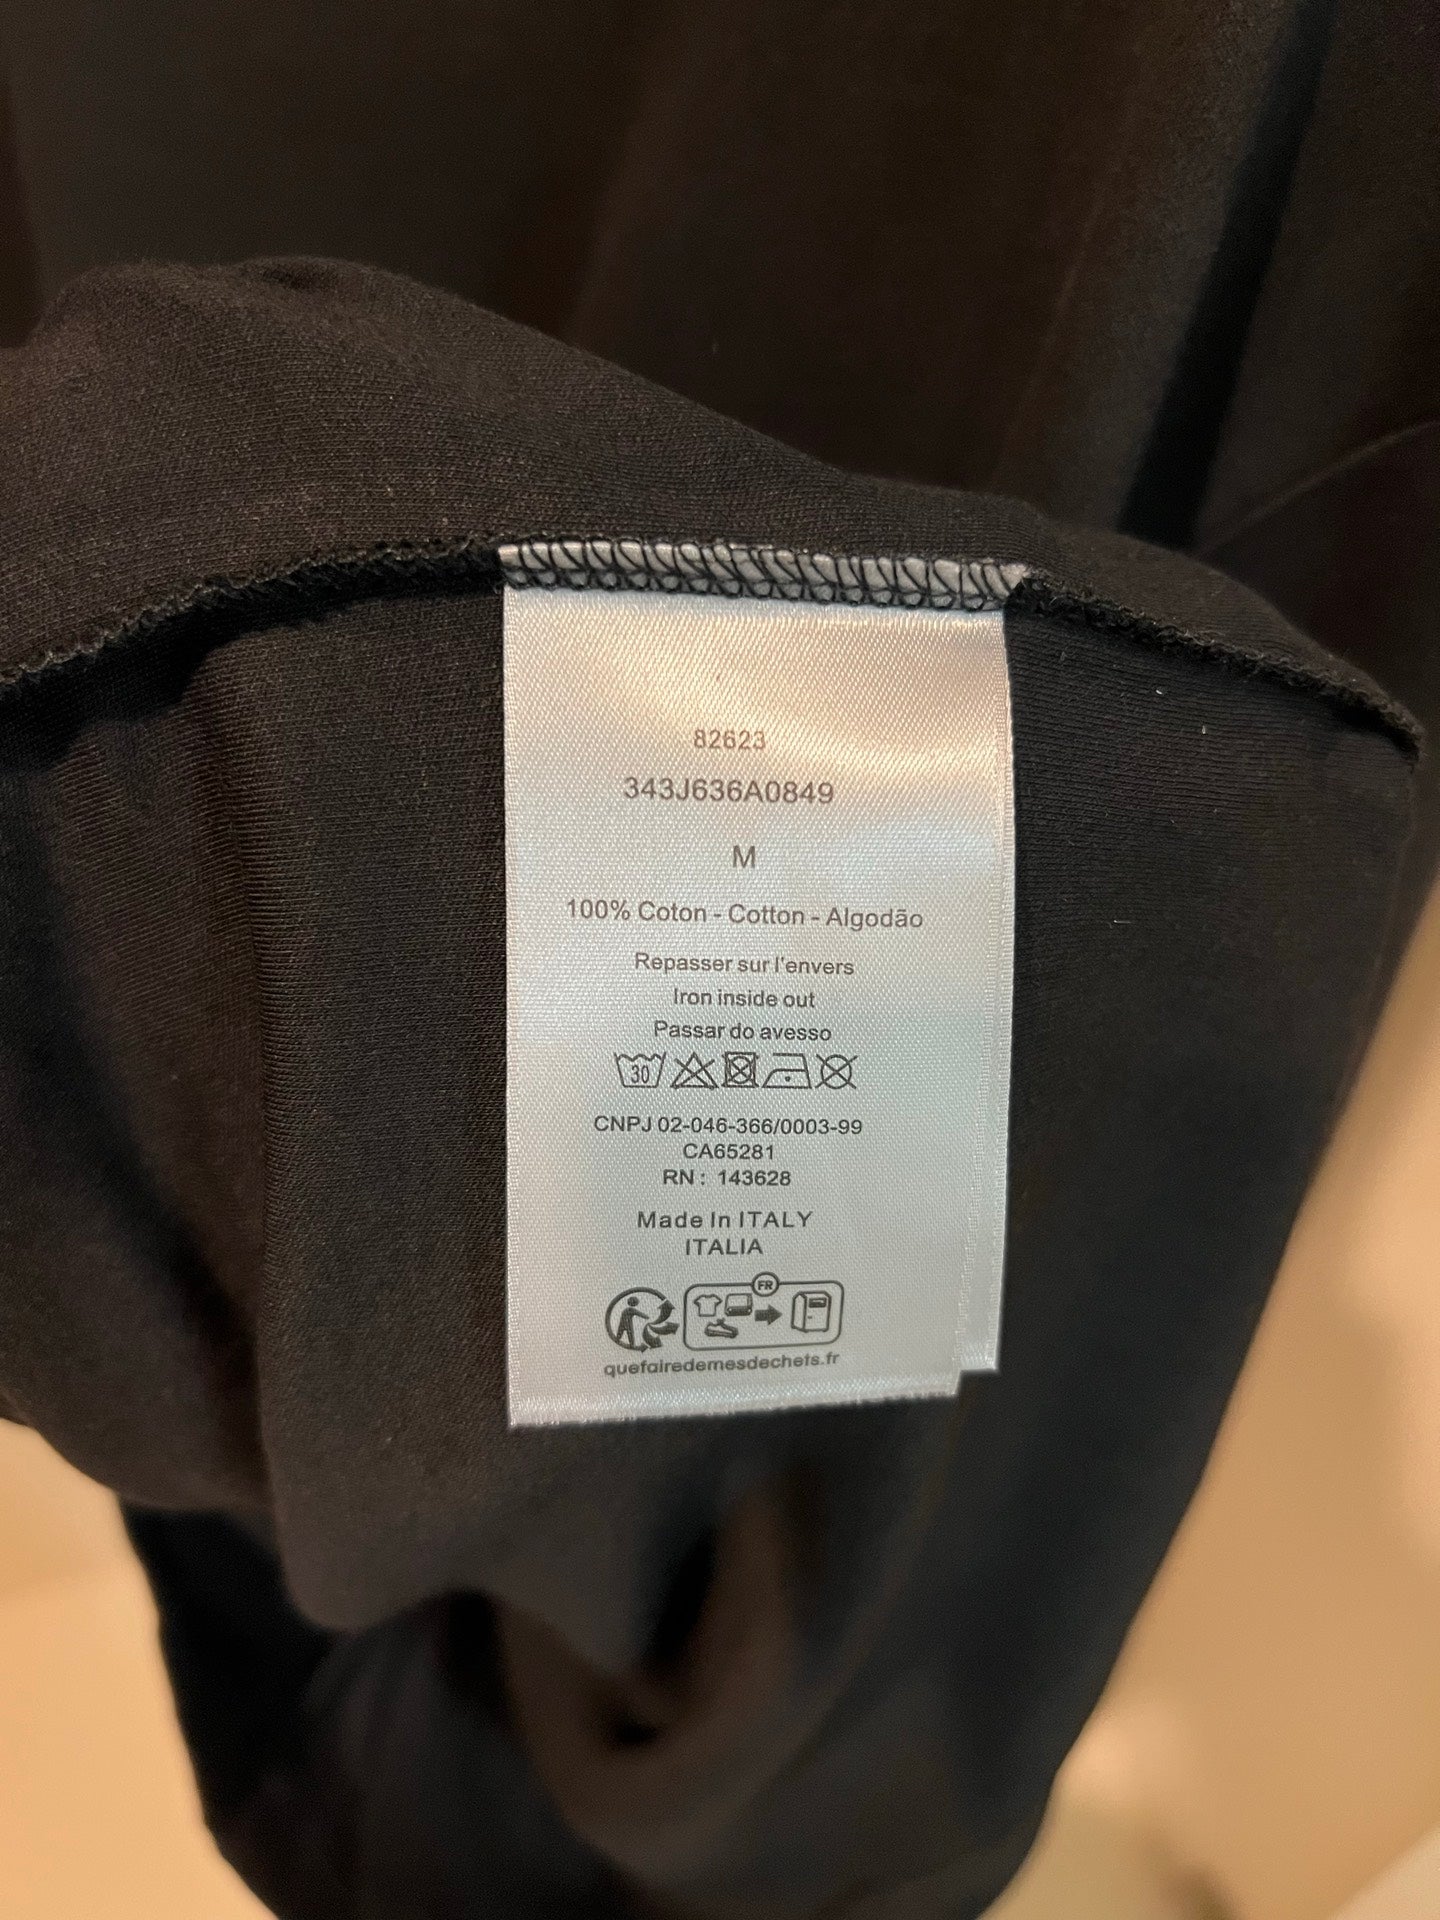 82623
343J636A0849
M
100% Coton - Cotton - Algodão
Repasser sur l'envers
Iron inside out
Passar do avesso
30
CNPJ 02-046-366/0003-99
CA65281
RN : 143628
Made In ITALY
ITALIA
FR
quefairedemesdechets.fr